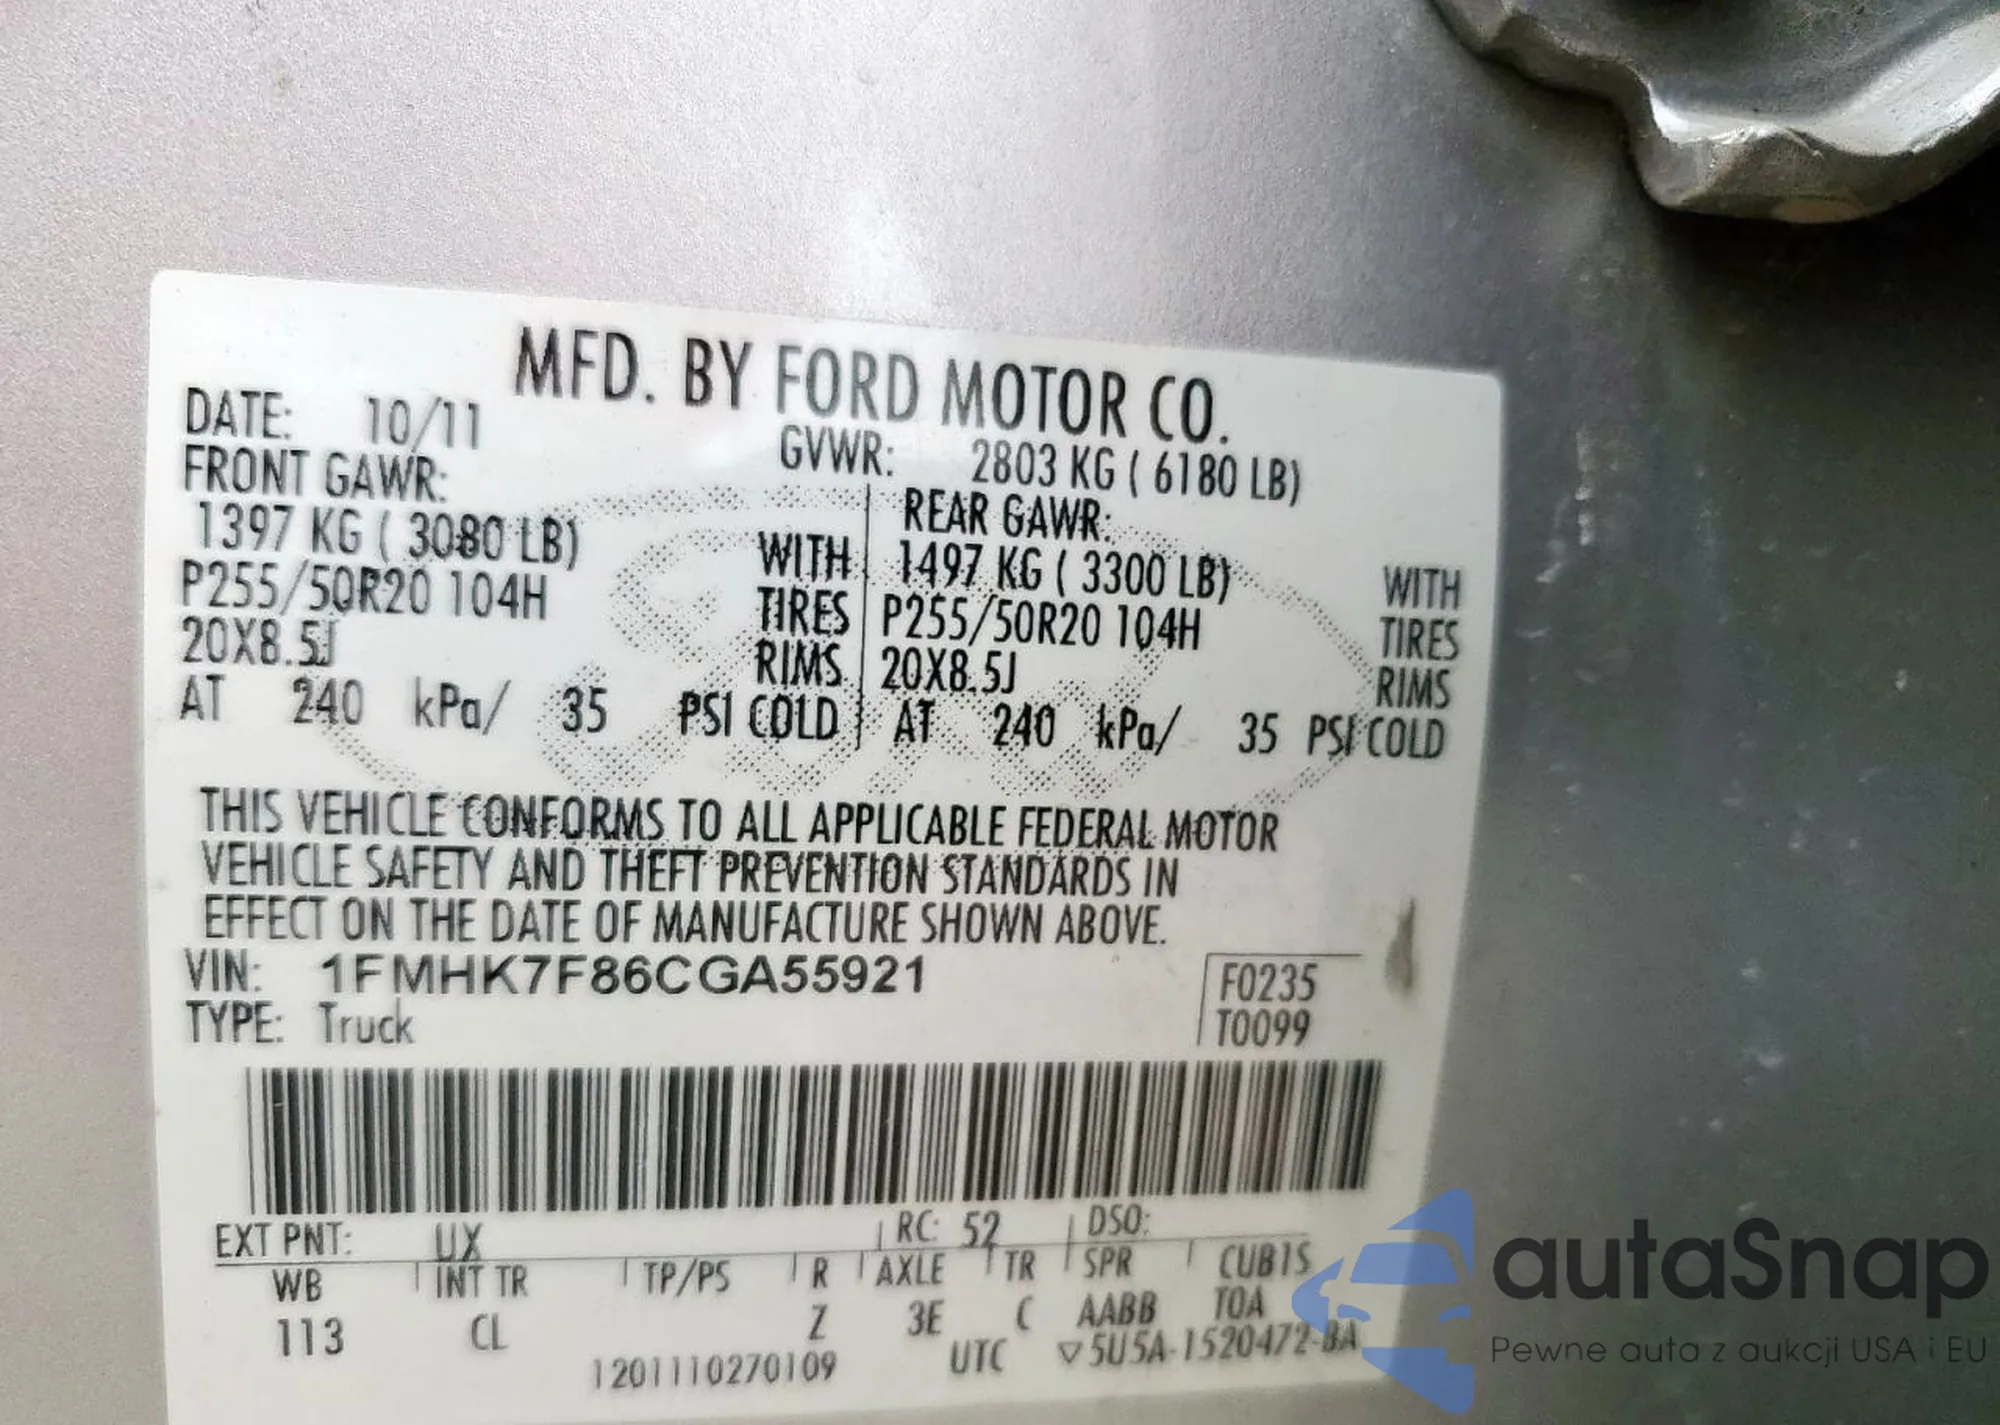 MFD. BY FORD MOTOR CO.
DATE: 10/11 GVWR: 2803 KG ( 6180 LB)
FRONT GAWR: REAR GAWR:
1397 KG ( 3080 LB) WITH 1497 KG ( 3300 LB) WITH
P255/50R20 104H TIRES P255/50R20 104H TIRES
20X8.5J RIMS 20X8.5J RIMS
AT 240 kPa/ 35 PSI COLD AT 240 kPa/ 35 PSI COLD
THIS VEHICLE CONFORMS TO ALL APPLICABLE FEDERAL MOTOR
VEHICLE SAFETY AND THEFT PREVENTION STANDARDS IN
EFFECT ON THE DATE OF MANUFACTURE SHOWN ABOVE.
VIN: 1FMHK7F86CGA55921 F0235
TYPE: Truck T0099
EXT PNT: UX RC: 52 DSO:
WB INT TR TP/PS R AXLE TR SPR CUBIS
113 CL Z 3E C AABB TOA
1201110270109 UTC ▽5U5A-1520472-BA
autaSnap
Pewne auta z aukcji USA i EU